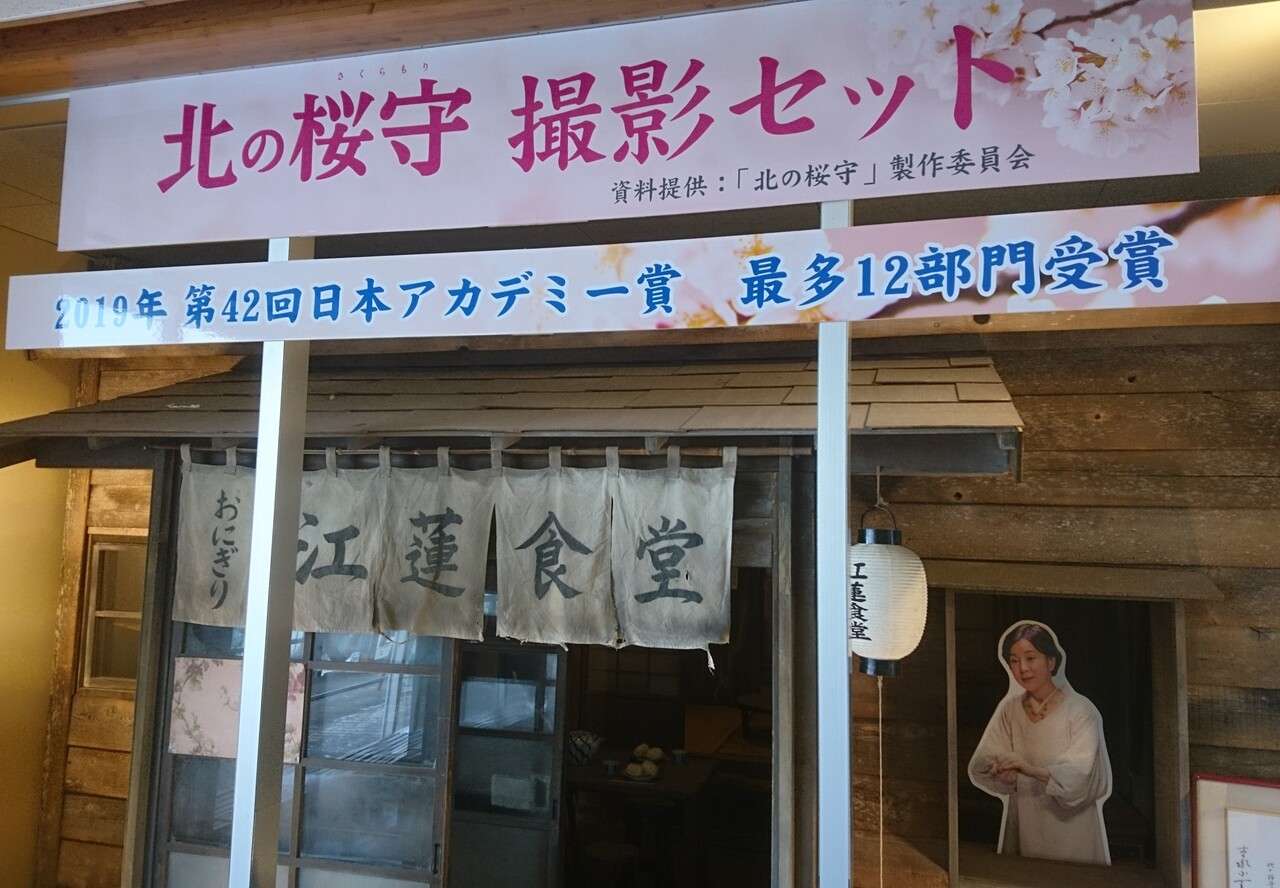 さくらもり
北の桜守 撮影セット
資料提供：「北の桜守」製作委員会
2019年 第42回日本アカデミー賞　最多12部門受賞
おにぎり
江蓮食堂
江蓮食堂